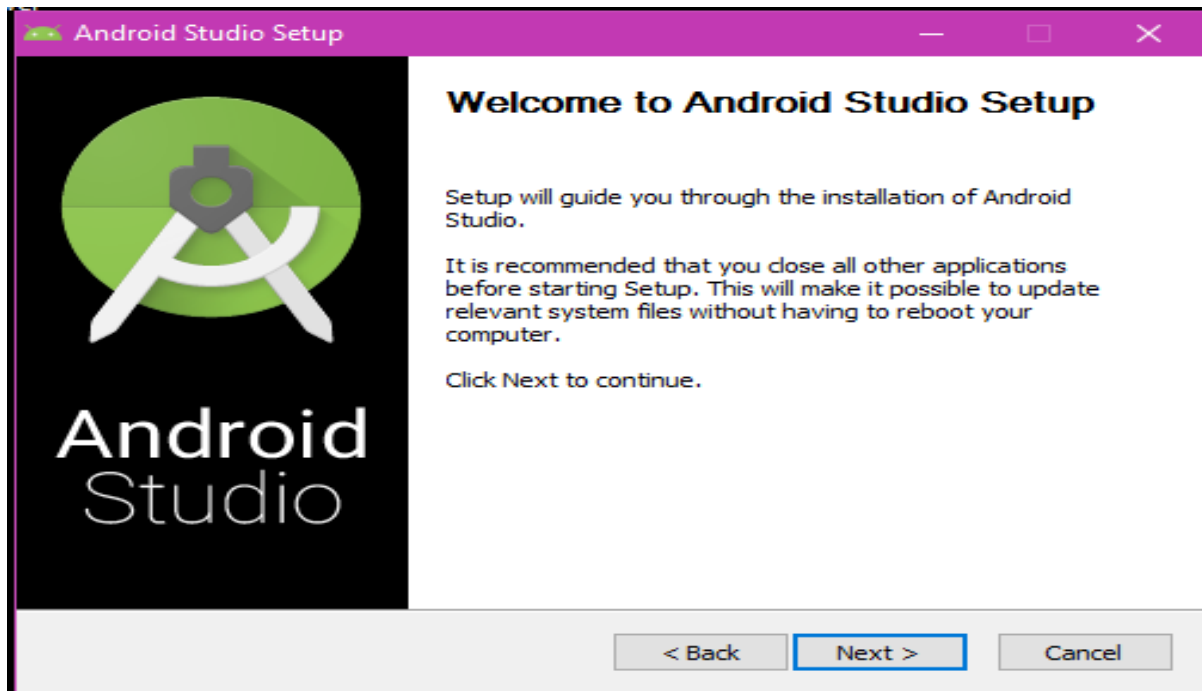 Android Studio Setup
Welcome to Android Studio Setup
Setup will guide you through the installation of Android
Studio.
It is recommended that you close all other applications
before starting Setup. This will make it possible to update
relevant system files without having to reboot your
computer.
Click Next to continue.
Android
Studio
< Back
Next >
Cancel